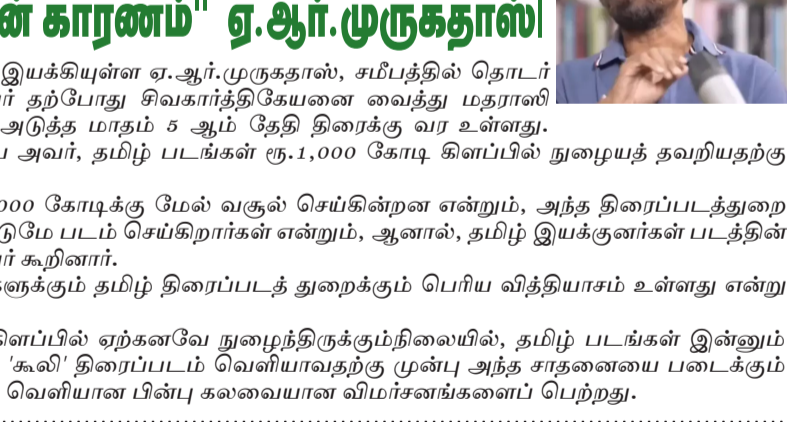 ன் காரணம்" ஏ.ஆர்.முருகதாஸ்
இயக்கியுள்ள ஏ.ஆர்.முருகதாஸ், சமீபத்தில் தொடர்
தற்போது சிவகார்த்திகேயனை வைத்து மதராஸி
அடுத்த மாதம் 5 ஆம் தேதி திரைக்கு வர உள்ளது.
அவர், தமிழ் படங்கள் ரூ.1,000 கோடி கிளப்பில் நுழையத் தவறியதற்கு
000 கோடிக்கு மேல் வசூல் செய்கின்றன என்றும், அந்த திரைப்படத்துறை
டுமே படம் செய்கிறார்கள் என்றும், ஆனால், தமிழ் இயக்குனர்கள் படத்தின்
ர் கூறினார்.
களுக்கும் தமிழ் திரைப்படத் துறைக்கும் பெரிய வித்தியாசம் உள்ளது என்று
கிளப்பில் ஏற்கனவே நுழைந்திருக்கும்நிலையில், தமிழ் படங்கள் இன்னும்
'கூலி' திரைப்படம் வெளியாவதற்கு முன்பு அந்த சாதனையை படைக்கும்
வெளியான பின்பு கலவையான விமர்சனங்களைப் பெற்றது.